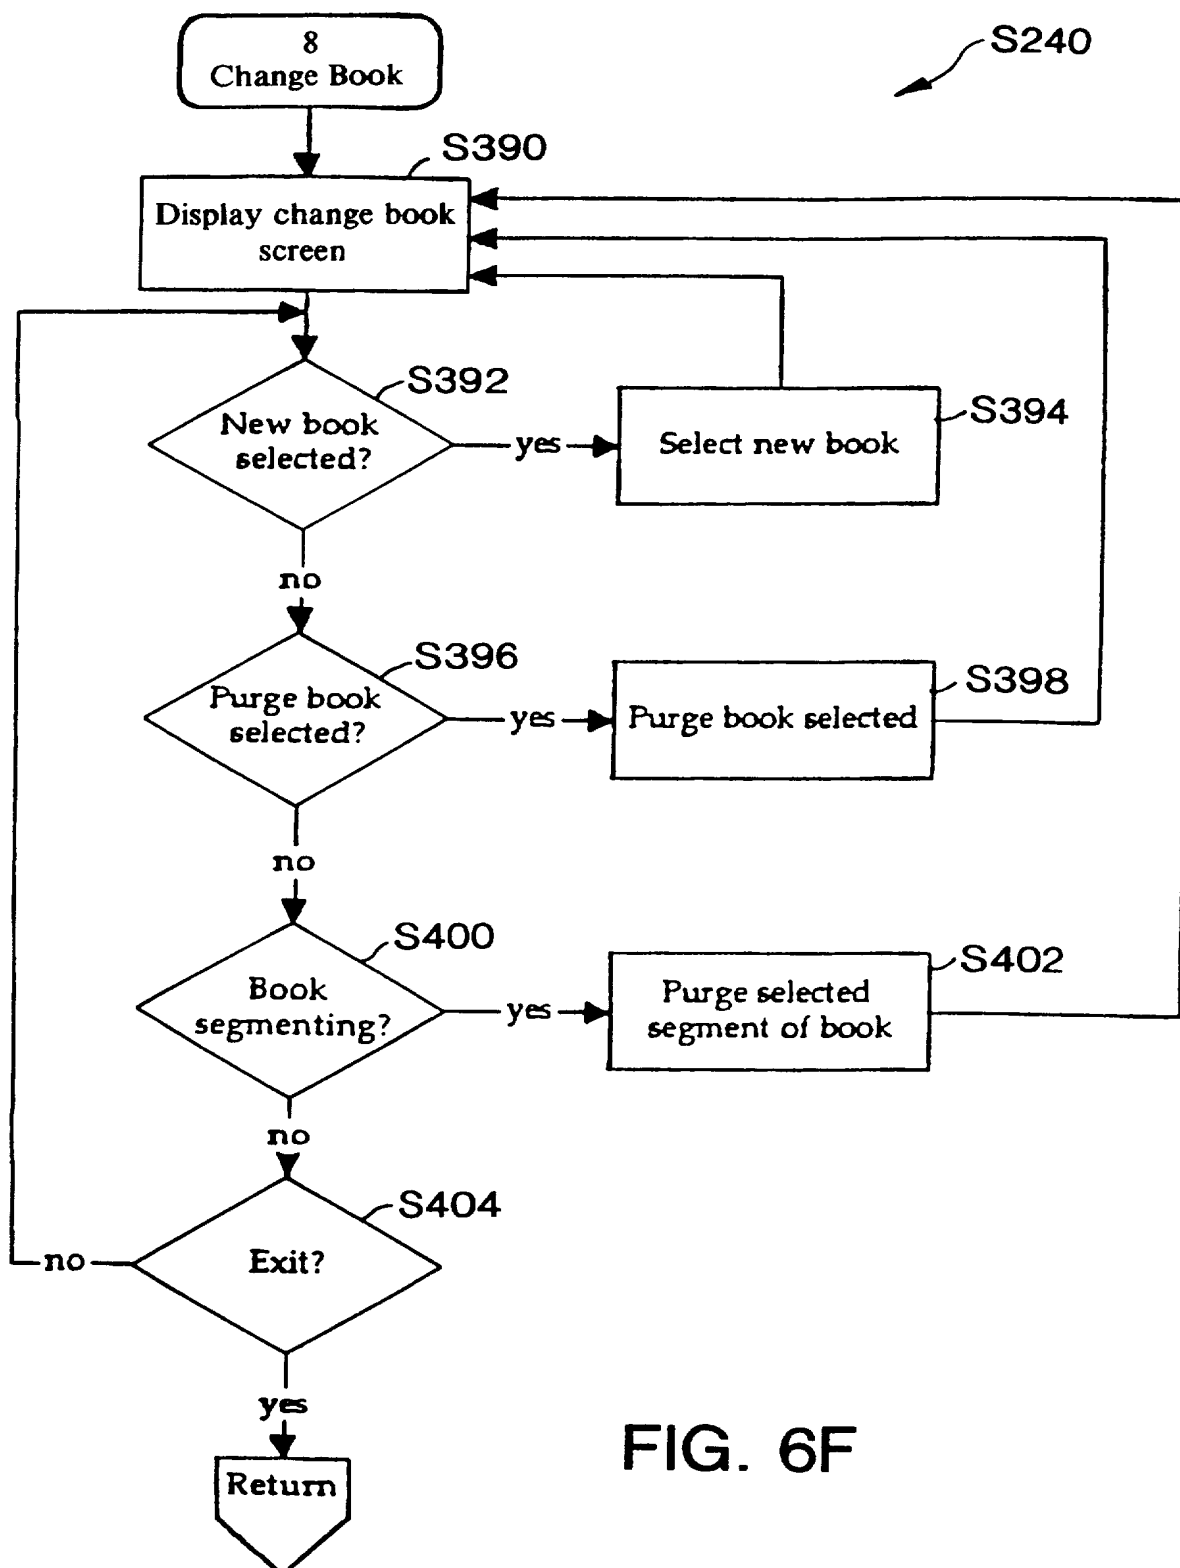 8
Change Book
S240
S390
Display change book
screen
S392
New book
selected?
yes
S394
Select new book
no
S396
Purge book
selected?
yes
S398
Purge book selected
no
S400
Book
segmenting?
yes
S402
Purge selected
segment of book
no
S404
Exit?
no
yes
Return
FIG. 6F